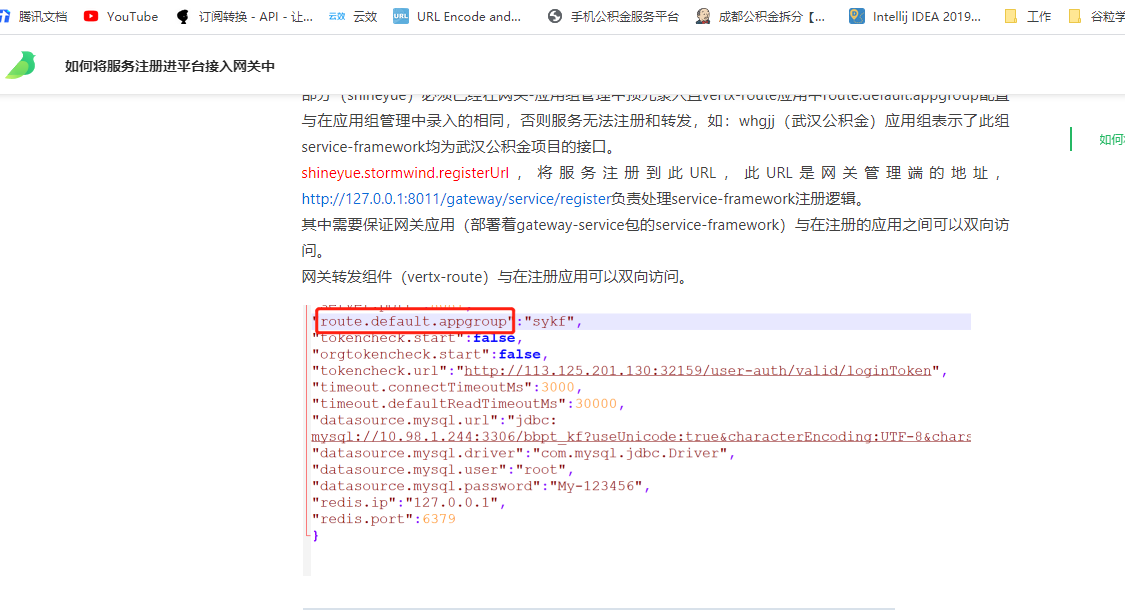 腾讯文档 YouTube 订阅转换 - API - 让... 云效 云效 URL URL Encode and... 手机公积金服务平台 成都公积金拆分【... Intellij IDEA 2019... 工作 谷粒学
如何将服务注册进平台接入网关中
部分（shineyue）必须已经在网关-应用组管理中预先录入且vertx-route应用中route.default.appgroup配置
与在应用组管理中录入的相同，否则服务无法注册和转发，如：whgjj（武汉公积金）应用组表示了此组
service-framework均为武汉公积金项目的接口。
如何
shineyue.stormwind.registerUrl，将服务注册到此URL，此URL是网关管理端的地址，
http://127.0.0.1:8011/gateway/service/register负责处理service-framework注册逻辑。
其中需要保证网关应用（部署着gateway-service包的service-framework）与在注册的应用之间可以双向访
问。
网关转发组件（vertx-route）与在注册应用可以双向访问。
"route.default.appgroup":"sykf",
"tokencheck.start":false,
"orgtokencheck.start":false,
"tokencheck.url":"http://113.125.201.130:32159/user-auth/valid/loginToken",
"timeout.connectTimeoutMs":3000,
"timeout.defaultReadTimeoutMs":30000,
"datasource.mysql.url":"jdbc:
mysql://10.98.1.244:3306/bbpt_kf?useUnicode:true&characterEncoding:UTF-8&chars
"datasource.mysql.driver":"com.mysql.jdbc.Driver",
"datasource.mysql.user":"root",
"datasource.mysql.password":"My-123456",
"redis.ip":"127.0.0.1",
"redis.port":6379
}